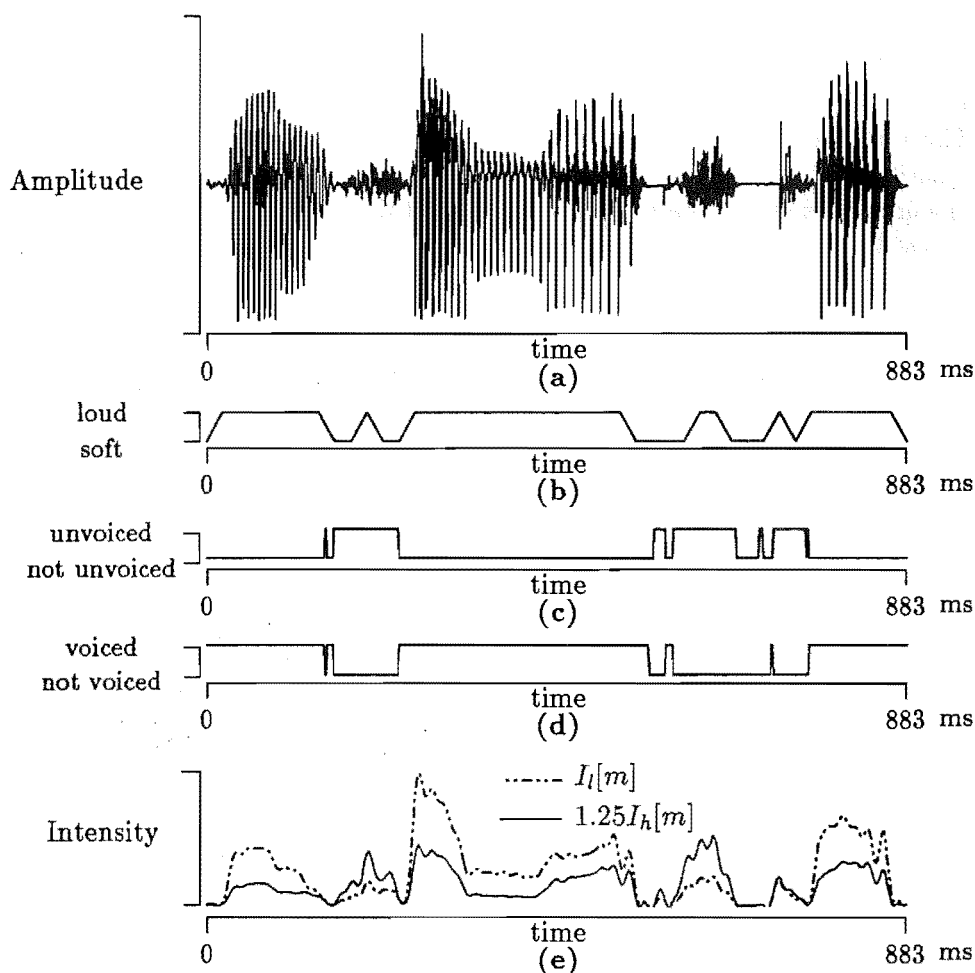 Amplitude
time
0
883 ms
(a)
loud
soft
time
0
883 ms
(b)
unvoiced
not unvoiced
time
0
883 ms
(c)
voiced
not voiced
time
0
883 ms
(d)
Intensity
I_l[m]
1.25I_h[m]
time
0
883 ms
(e)